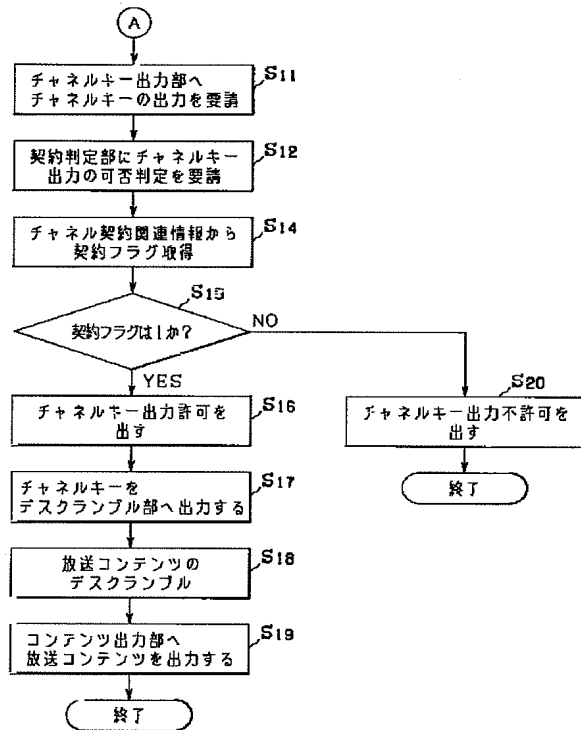 A
チャネルキー出力部へ
チャネルキーの出力を要請
S11
契約判定部にチャネルキー
出力の可否判定を要請
S12
チャネル契約関連情報から
契約フラグ取得
S14
契約フラグは1か?
S15
NO
YES
チャネルキー出力許可を
出す
S16
チャネルキー出力不許可を
出す
S20
終了
チャネルキーを
デスクランブル部へ出力する
S17
放送コンテンツの
デスクランブル
S18
コンテンツ出力部へ
放送コンテンツを出力する
S19
終了